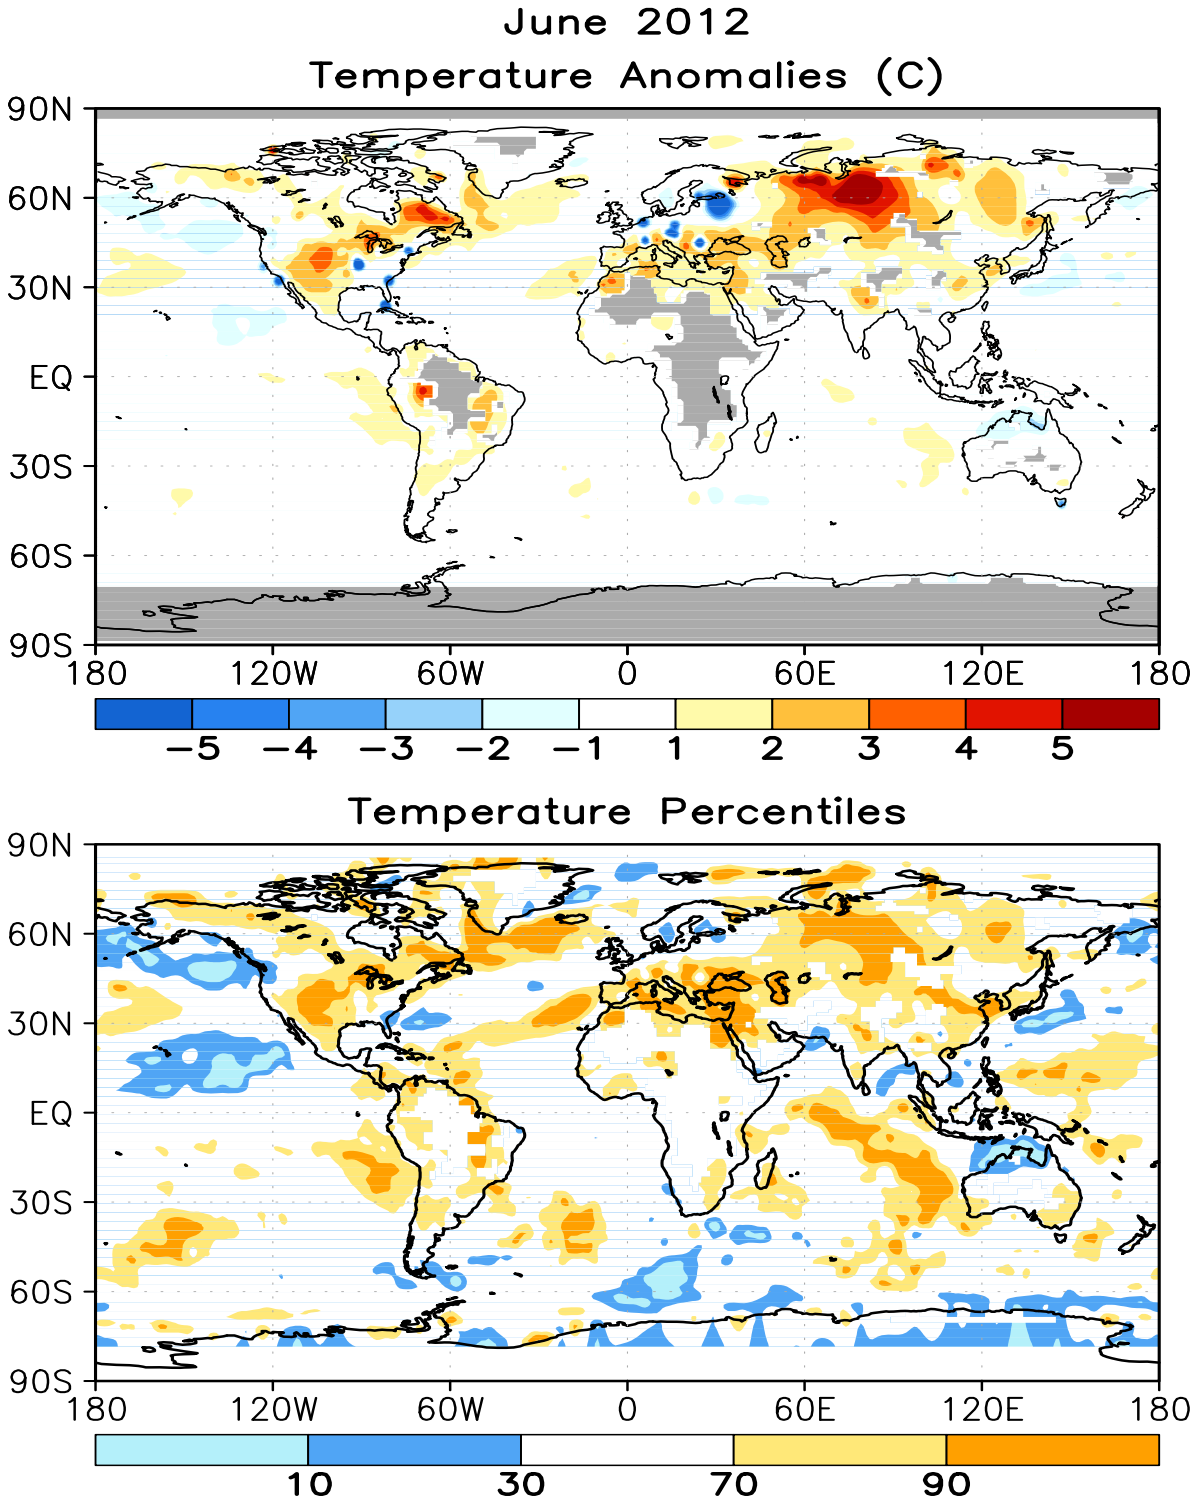 June 2012
Temperature Anomalies (C)
90N
60N
30N
EQ
30S
60S
90S
180 120W 60W 0 60E 120E 180
-5 -4 -3 -2 -1 1 2 3 4 5
Temperature Percentiles
90N
60N
30N
EQ
30S
60S
90S
180 120W 60W 0 60E 120E 180
10 30 70 90